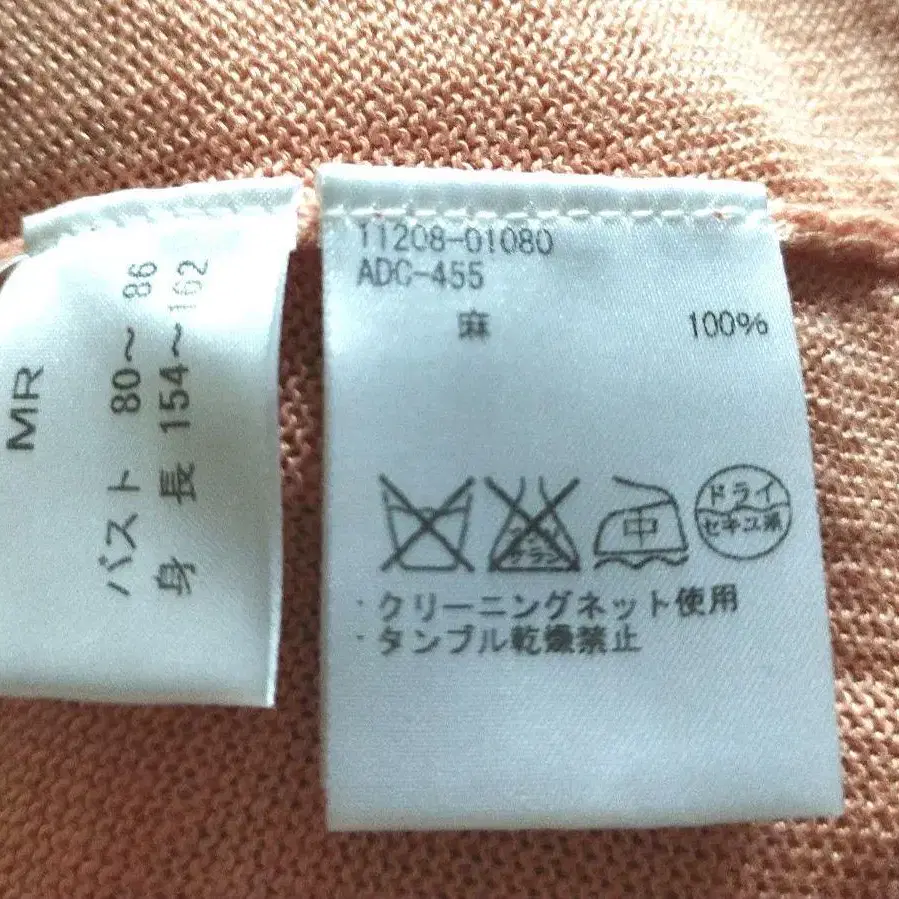 MR
バスト 80〜86
身長 154〜162
11208-01080
ADC-455
麻 100%
中
ドライ
セキユ系
・クリーニングネット使用
・タンブル乾燥禁止